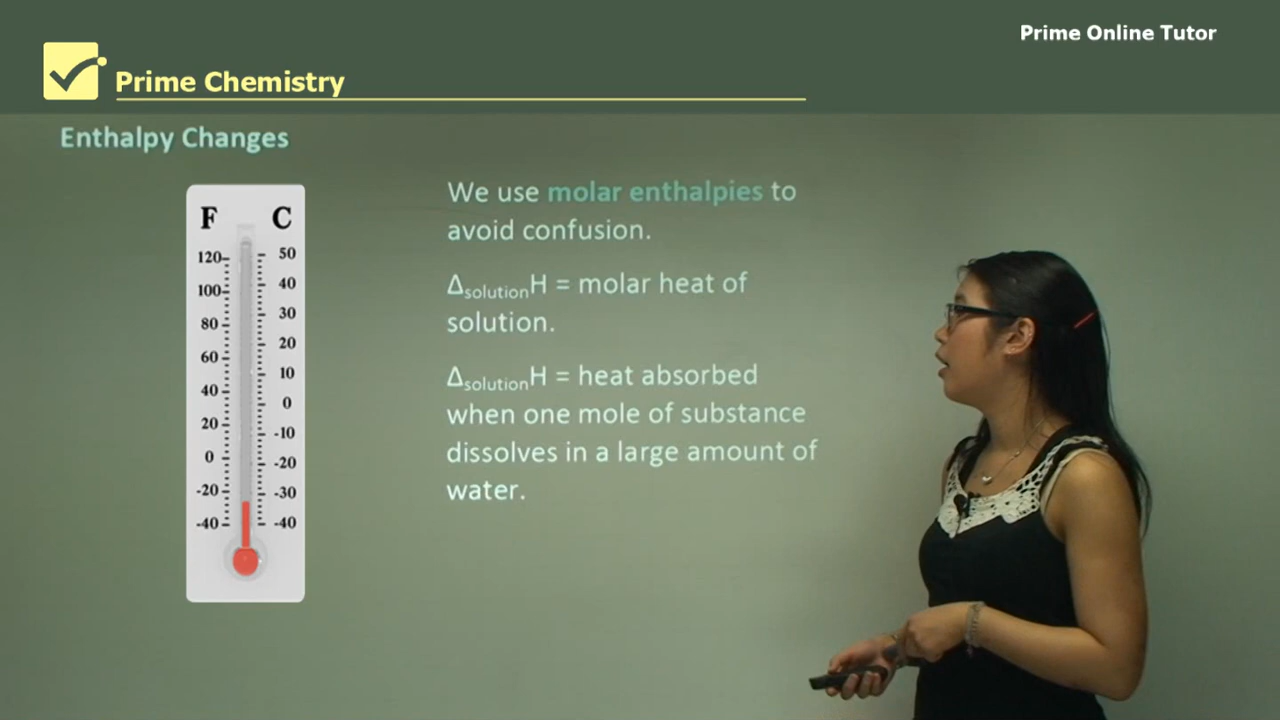 Prime Online Tutor
Prime Chemistry
Enthalpy Changes
F C
120 50
100 40
80 30
60 20
40 10
20 0
0 -10
-20 -20
-40 -30
-40
We use molar enthalpies to
avoid confusion.
ΔsolutionH = molar heat of
solution.
ΔsolutionH = heat absorbed
when one mole of substance
dissolves in a large amount of
water.